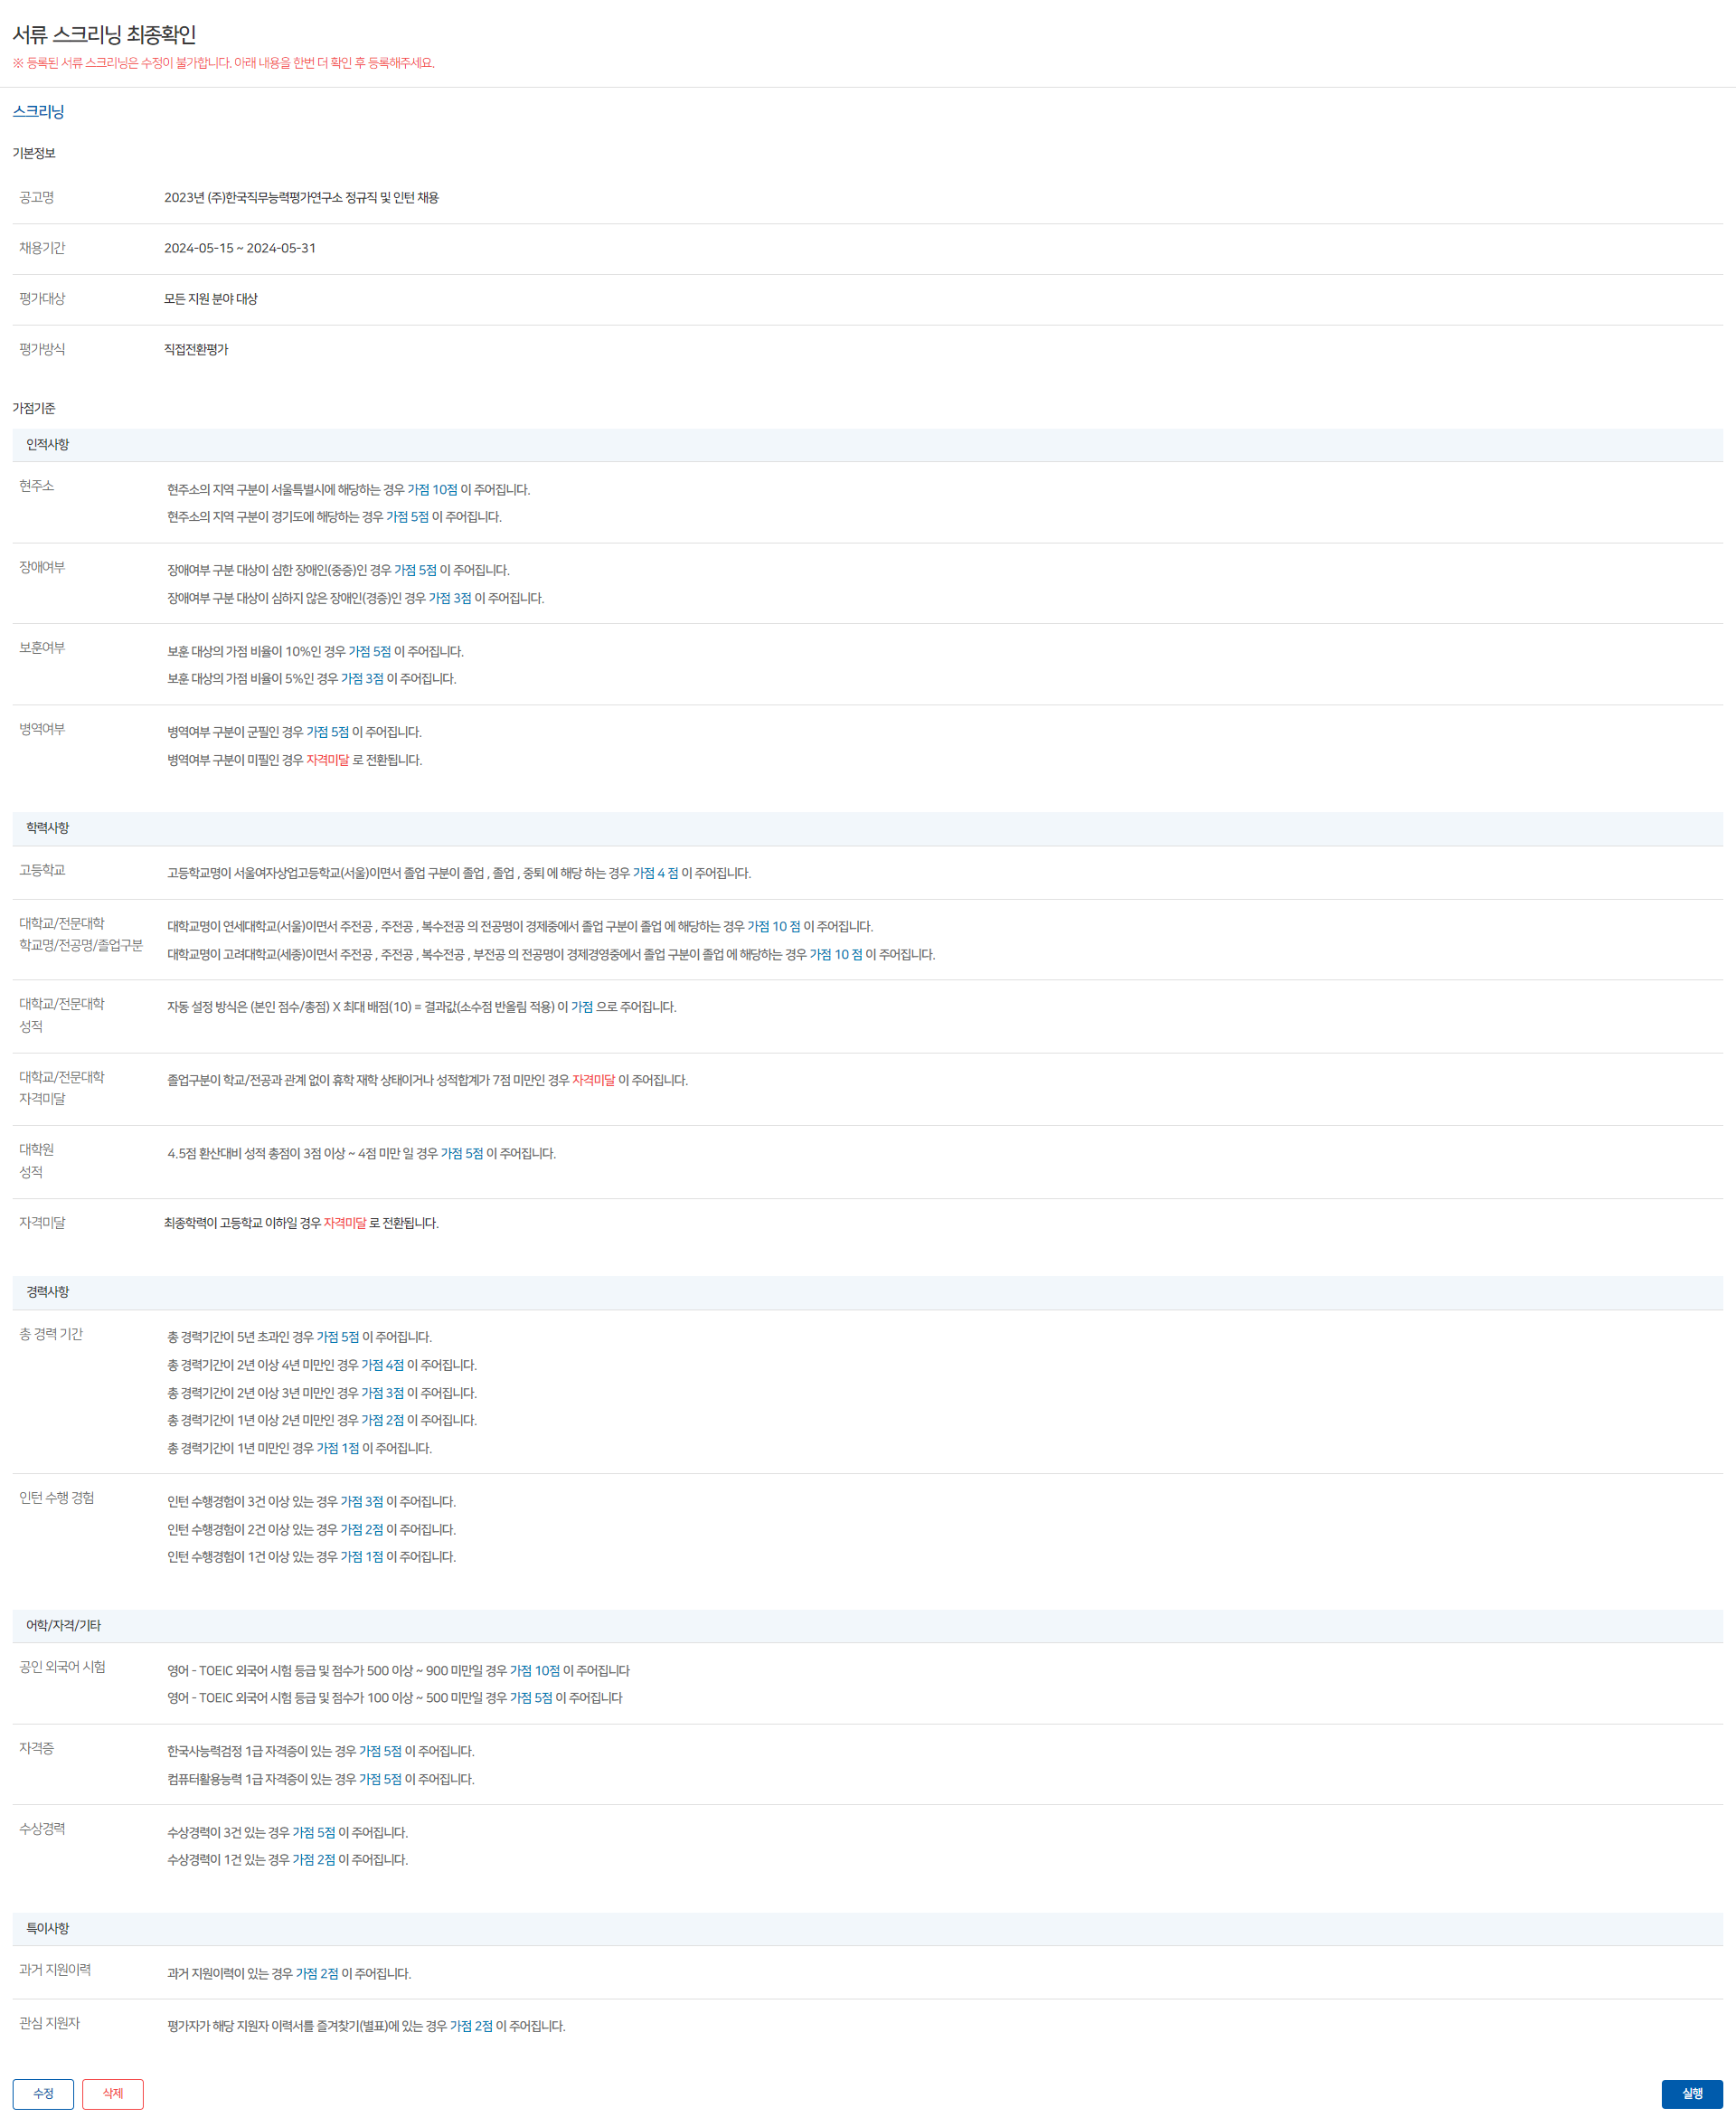 서류 스크리닝 최종확인
※ 등록된 서류 스크리닝은 수정이 불가합니다. 아래 내용을 한번 더 확인 후 등록해주세요.
스크리닝
기본정보
공고명 2023년 (주)한국직무능력평가연구소 정규직 및 인턴 채용
채용기간 2024-05-15 ~ 2024-05-31
평가대상 모든 지원 분야 대상
평가방식 직접전환평가
가점기준
인적사항
현주소 현주소의 지역 구분이 서울특별시에 해당하는 경우 가점 10점 이 주어집니다.
현주소의 지역 구분이 경기도에 해당하는 경우 가점 5점 이 주어집니다.
장애여부 장애여부 구분 대상이 심한 장애인(중증)인 경우 가점 5점 이 주어집니다.
장애여부 구분 대상이 심하지 않은 장애인(경증)인 경우 가점 3점 이 주어집니다.
보훈여부 보훈 대상의 가점 비율이 10%인 경우 가점 5점 이 주어집니다.
보훈 대상의 가점 비율이 5%인 경우 가점 3점 이 주어집니다.
병역여부 병역여부 구분이 군필인 경우 가점 5점 이 주어집니다.
병역여부 구분이 미필인 경우 자격미달 로 전환됩니다.
학력사항
고등학교 고등학교명이 서울여자상업고등학교(서울)이면서 졸업 구분이 졸업 , 졸업 , 중퇴 에 해당 하는 경우 가점 4 점 이 주어집니다.
대학교/전문대학
학교명/전공명/졸업구분
대학교명이 연세대학교(서울)이면서 주전공 , 주전공 , 복수전공 의 전공명이 경제중에서 졸업 구분이 졸업 에 해당하는 경우 가점 10 점 이 주어집니다.
대학교명이 고려대학교(세종)이면서 주전공 , 주전공 , 복수전공 , 부전공 의 전공명이 경제경영중에서 졸업 구분이 졸업 에 해당하는 경우 가점 10 점 이 주어집니다.
대학교/전문대학
성적
자동 설정 방식은 (본인 점수/총점) X 최대 배점(10) = 결과값(소수점 반올림 적용) 이 가점 으로 주어집니다.
대학교/전문대학
자격미달
졸업구분이 학교/전공과 관계 없이 휴학 재학 상태이거나 성적합계가 7점 미만인 경우 자격미달 이 주어집니다.
대학원
성적
4.5점 환산대비 성적 총점이 3점 이상 ~ 4점 미만 일 경우 가점 5점 이 주어집니다.
자격미달 최종학력이 고등학교 이하일 경우 자격미달 로 전환됩니다.
경력사항
총 경력 기간 총 경력기간이 5년 초과인 경우 가점 5점 이 주어집니다.
총 경력기간이 2년 이상 4년 미만인 경우 가점 4점 이 주어집니다.
총 경력기간이 2년 이상 3년 미만인 경우 가점 3점 이 주어집니다.
총 경력기간이 1년 이상 2년 미만인 경우 가점 2점 이 주어집니다.
총 경력기간이 1년 미만인 경우 가점 1점 이 주어집니다.
인턴 수행 경험 인턴 수행경험이 3건 이상 있는 경우 가점 3점 이 주어집니다.
인턴 수행경험이 2건 이상 있는 경우 가점 2점 이 주어집니다.
인턴 수행경험이 1건 이상 있는 경우 가점 1점 이 주어집니다.
어학/자격/기타
공인 외국어 시험 영어 - TOEIC 외국어 시험 등급 및 점수가 500 이상 ~ 900 미만일 경우 가점 10점 이 주어집니다
영어 - TOEIC 외국어 시험 등급 및 점수가 100 이상 ~ 500 미만일 경우 가점 5점 이 주어집니다
자격증 한국사능력검정 1급 자격증이 있는 경우 가점 5점 이 주어집니다.
컴퓨터활용능력 1급 자격증이 있는 경우 가점 5점 이 주어집니다.
수상경력 수상경력이 3건 있는 경우 가점 5점 이 주어집니다.
수상경력이 1건 있는 경우 가점 2점 이 주어집니다.
특이사항
과거 지원이력 과거 지원이력이 있는 경우 가점 2점 이 주어집니다.
관심 지원자 평가자가 해당 지원자 이력서를 즐겨찾기(별표)에 있는 경우 가점 2점 이 주어집니다.
수정 삭제 실행